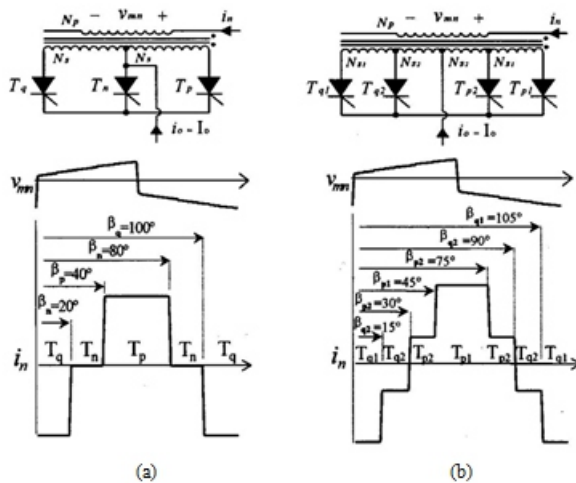 Np - vmn + in
Ns Ns
Tq Tn Tp
io - Io
vmn
βq=100°
βn=80°
βp=40°
βn=20°
in
Tq Tn Tp Tn Tq
(a)
Np - vmn + in
Ns1 Ns2 Ns2 Ns1
Tq1 Tq2 Tp2 Tp1
io - Io
vmn
βq1=105°
βq2=90°
βp2=75°
βp1=45°
βp2=30°
βq2=15°
in
Tq1 Tq2 Tp2 Tp1 Tp2 Tq2 Tq1
(b)